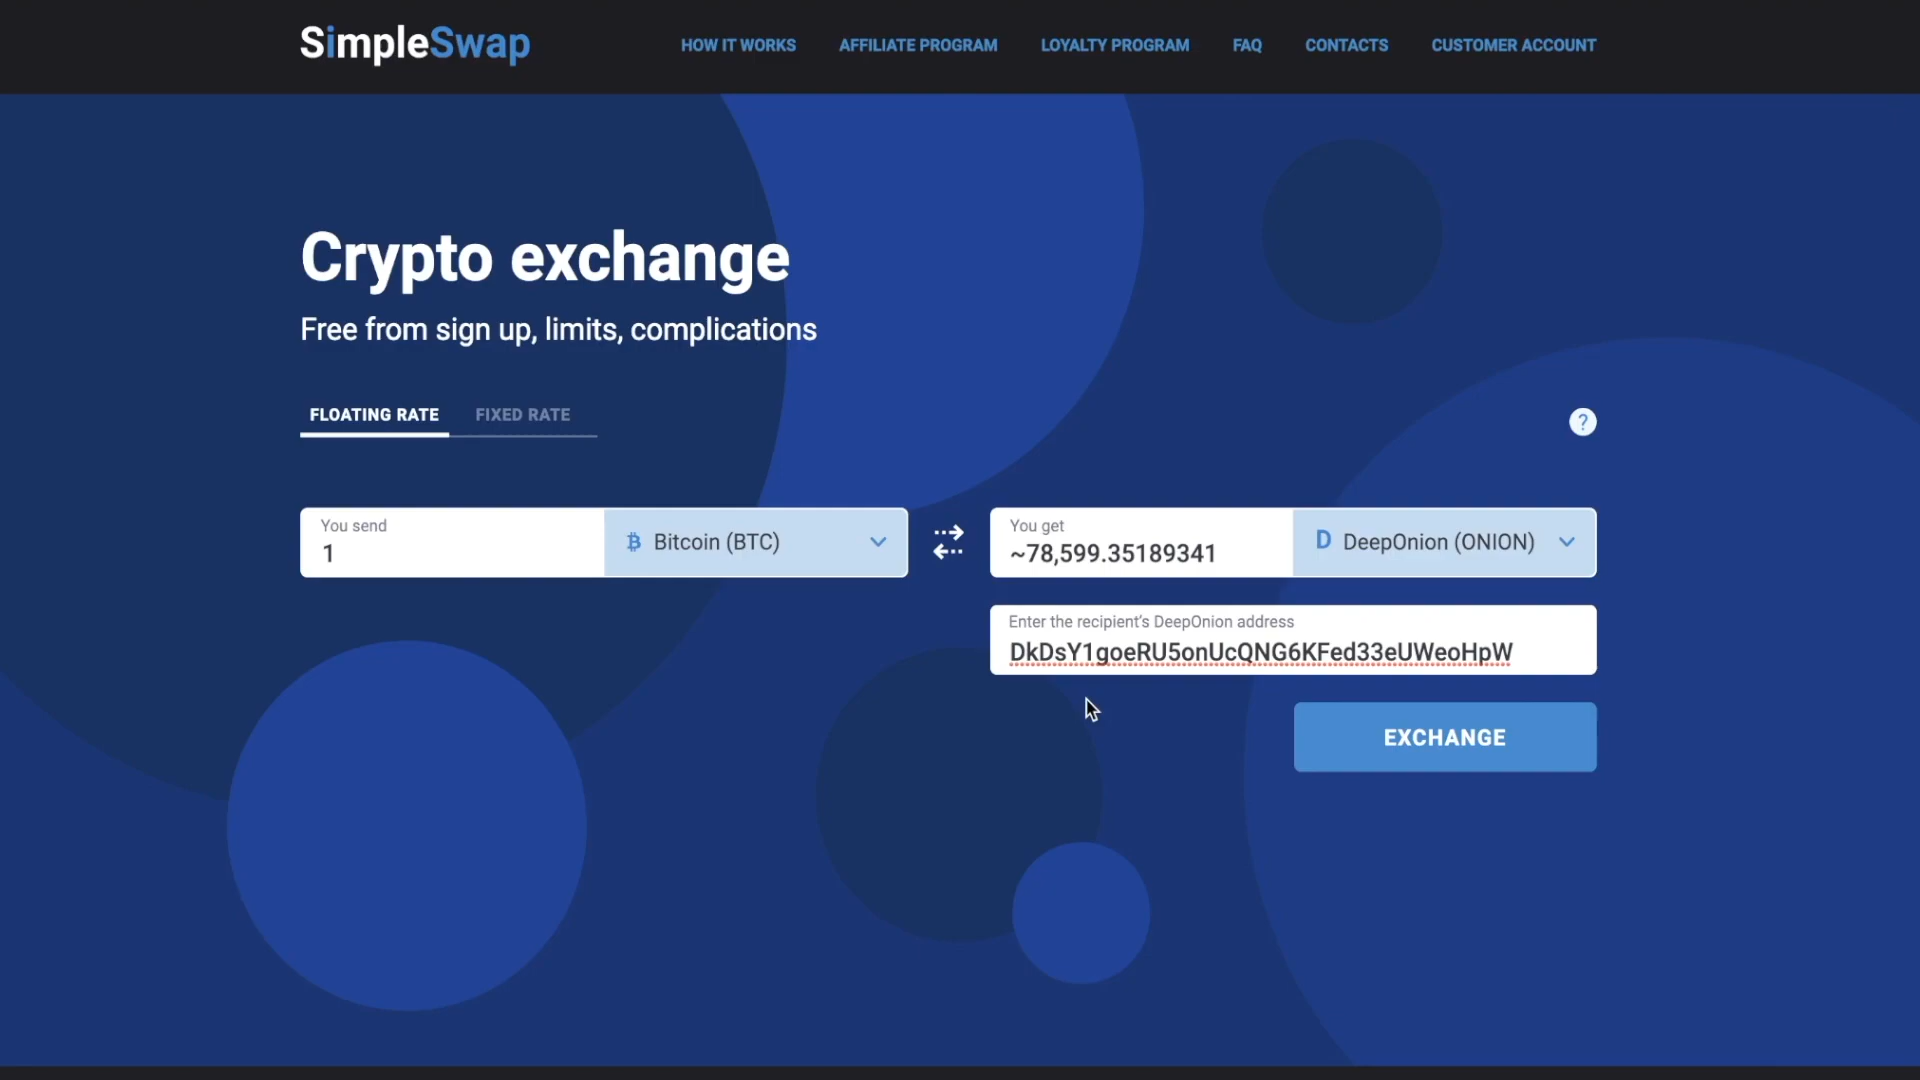 SimpleSwap
HOW IT WORKS
AFFILIATE PROGRAM
LOYALTY PROGRAM
FAQ
CONTACTS
CUSTOMER ACCOUNT
Crypto exchange
Free from sign up, limits, complications
FLOATING RATE
FIXED RATE
?
You send
1
Bitcoin (BTC)
You get
~78,599.35189341
DeepOnion (ONION)
Enter the recipient's DeepOnion address
DkDsY1goeRU5onUcQNG6KFed33eUWeoHpW
EXCHANGE